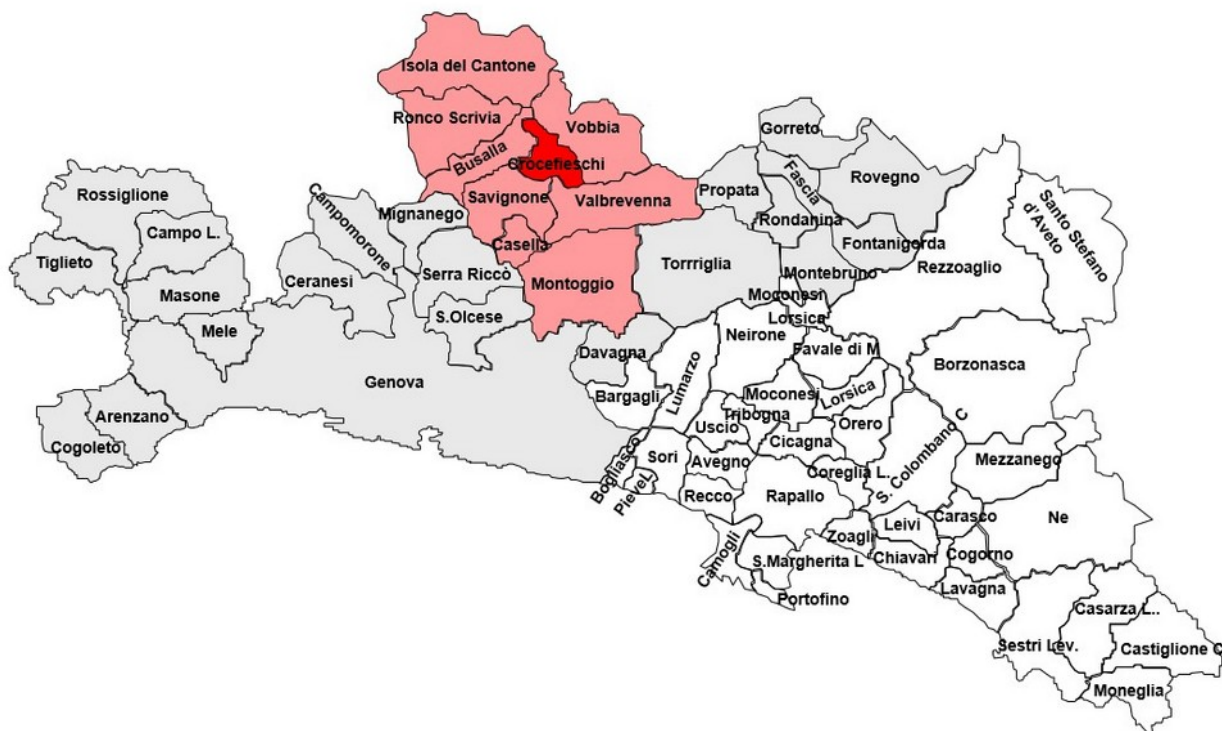 Isola del Cantone
Ronco Scrivia
Vobbia
Busalla
Crocefieschi
Gorreto
Fascia
Rovegno
Propata
Rossiglione
Campomorone
Mignanego
Savignone
Valbrevenna
Rondanina
Santo Stefano
d'Aveto
Campo L.
Casella
Fontanigorda
Tiglieto
Ceranesi
Serra Riccò
Torrriglia
Rezzoaglio
Masone
Montoggio
Montebruno
Moconesi
Mele
S.Olcese
Lorsica
Neirone
Davagna
Favale di M
Borzonasca
Genova
Lumarzo
Bargagli
Moconesi
Lorsica
Arenzano
Tribogna
Uscio
Orero
Cogoleto
Cicagna
S. Colombano C
Bogliasco
Sori
Avegno
Mezzanego
Coreglia L.
PieveL
Recco
Rapallo
Carasco
Ne
Leivi
Zoagli
Camogli
S.Margherita L
Chiavari
Cogorno
Lavagna
Portofino
Casarza L..
Sestri Lev.
Castiglione C
Moneglia